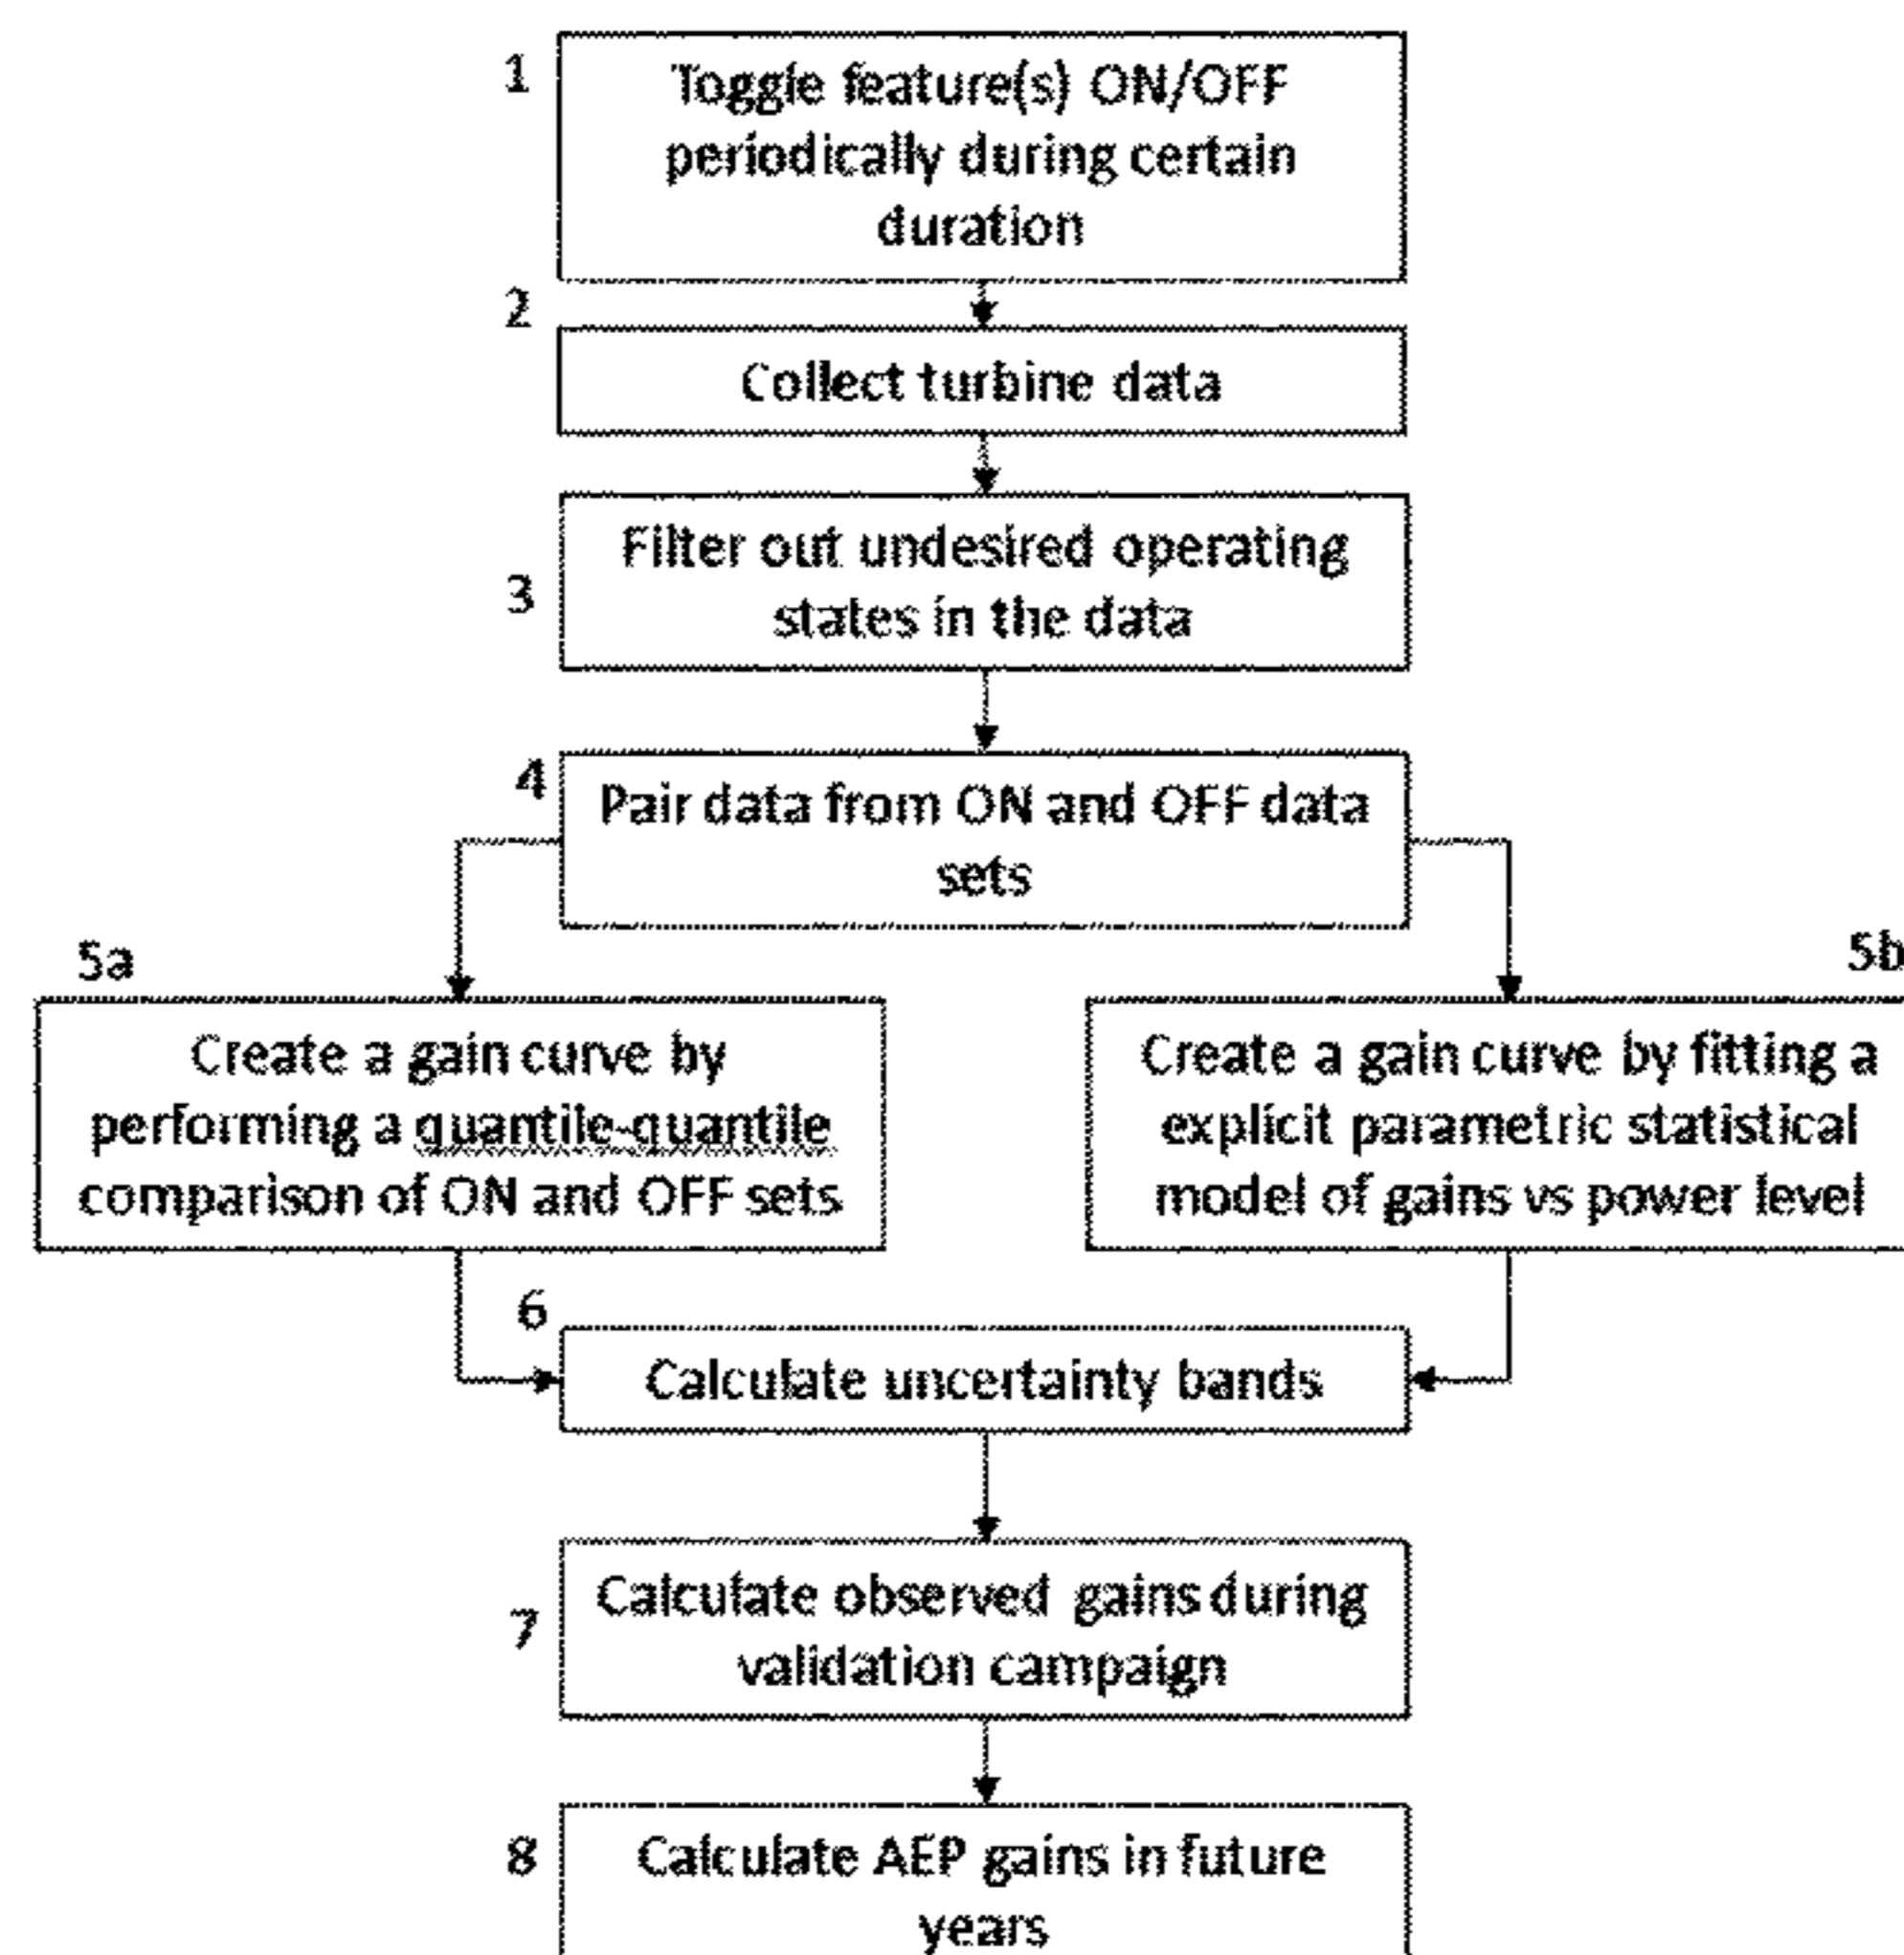 1
Toggle feature(s) ON/OFF
periodically during certain
duration
2
Collect turbine data
3
Filter out undesired operating
states in the data
4
Pair data from ON and OFF data
sets
5a
Create a gain curve by
performing a quantile-quantile
comparison of ON and OFF sets
5b
Create a gain curve by fitting a
explicit parametric statistical
model of gains vs power level
6
Calculate uncertainty bands
7
Calculate observed gains during
validation campaign
8
Calculate AEP gains in future
years